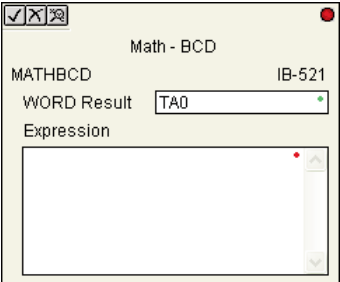 Math - BCD
MATHBCD IB-521
WORD Result TA0
Expression